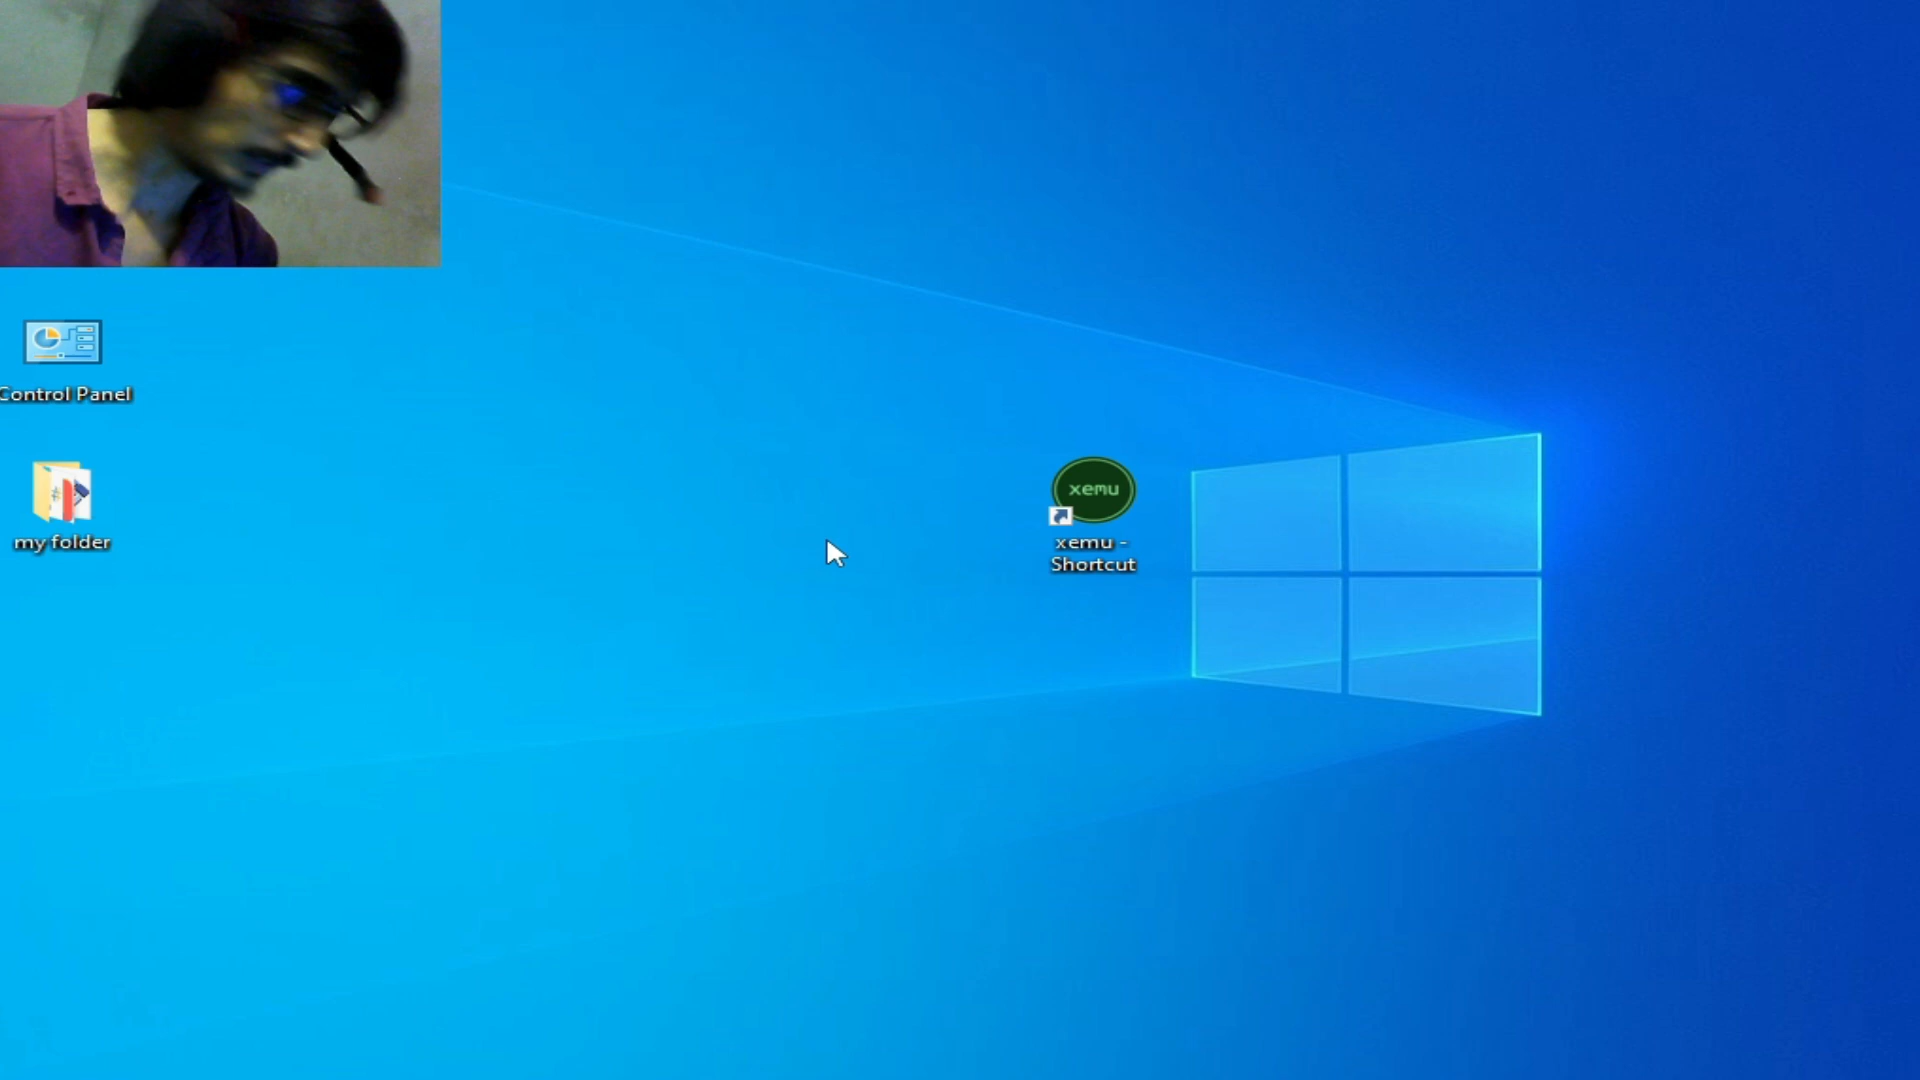 Control Panel
my folder
xemu
xemu -
Shortcut